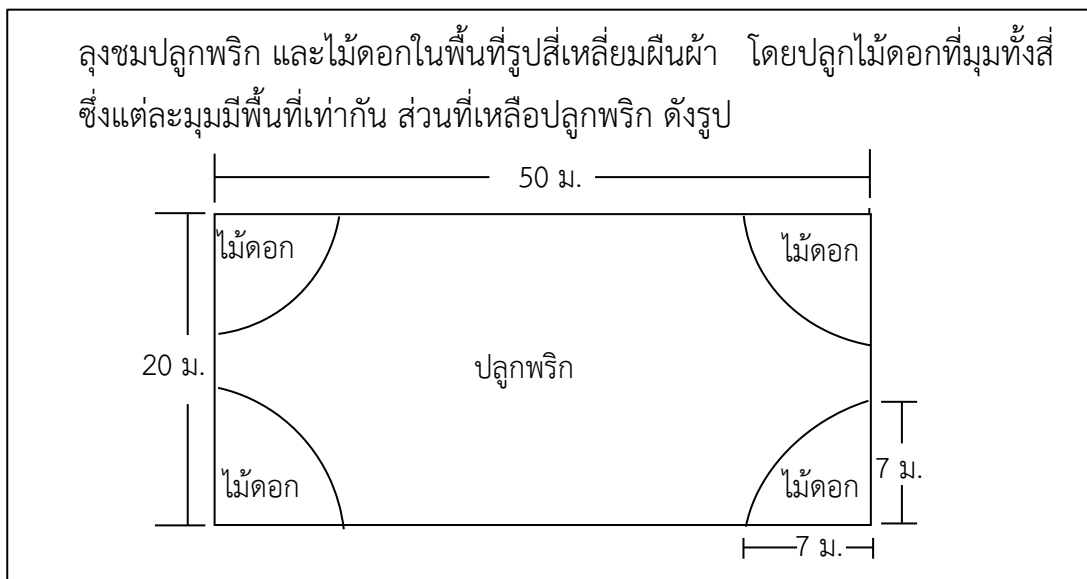 ลุงชมปลูกพริก และไม้ดอกในพื้นที่รูปสี่เหลี่ยมผืนผ้า โดยปลูกไม้ดอกที่มุมทั้งสี่
ซึ่งแต่ละมุมมีพื้นที่เท่ากัน ส่วนที่เหลือปลูกพริก ดังรูป
50 ม.
ไม้ดอก
ไม้ดอก
20 ม.
ปลูกพริก
ไม้ดอก
ไม้ดอก
7 ม.
7 ม.